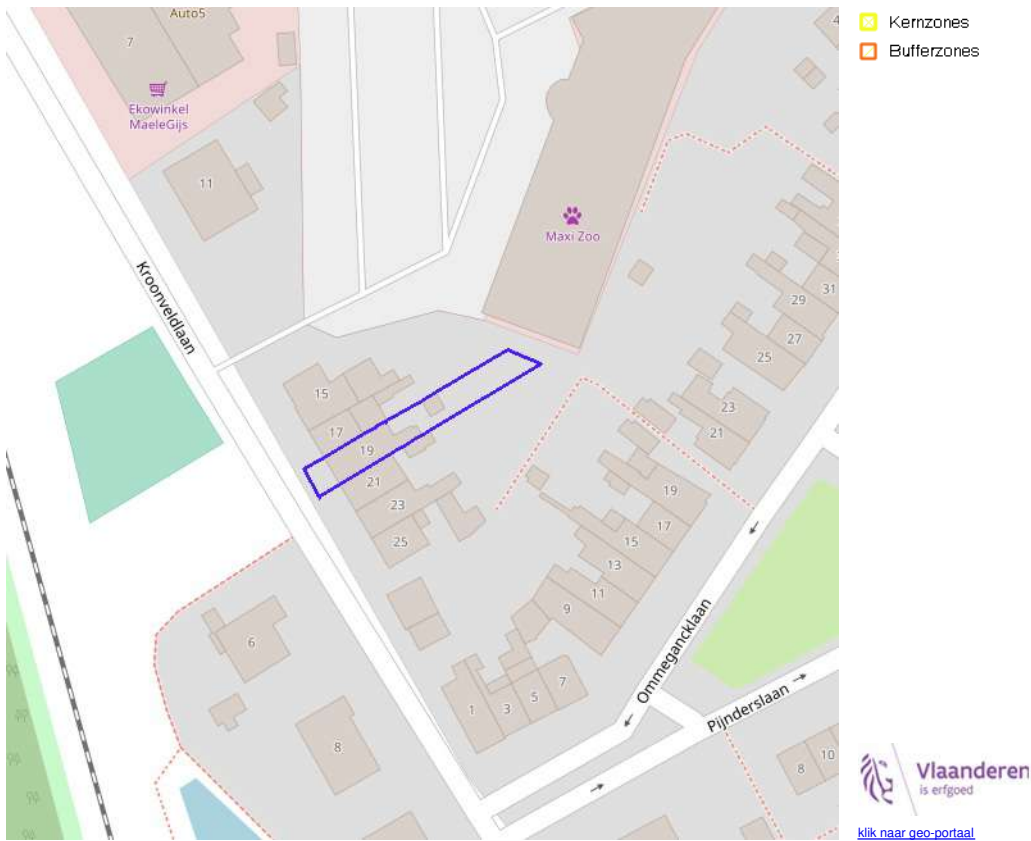 Auto5
7
Ekowinkel
MaeleGijs
11
Maxi Zoo
4
Kroonveldlaan
15
17
19
21
23
25
31
29
27
25
23
21
19
17
15
13
11
9
7
5
3
1
6
8
Ommegancklaan
Pijnderslaan
8
10
Kernzones
Bufferzones
Vlaanderen
is erfgoed
klik naar geo-portaal